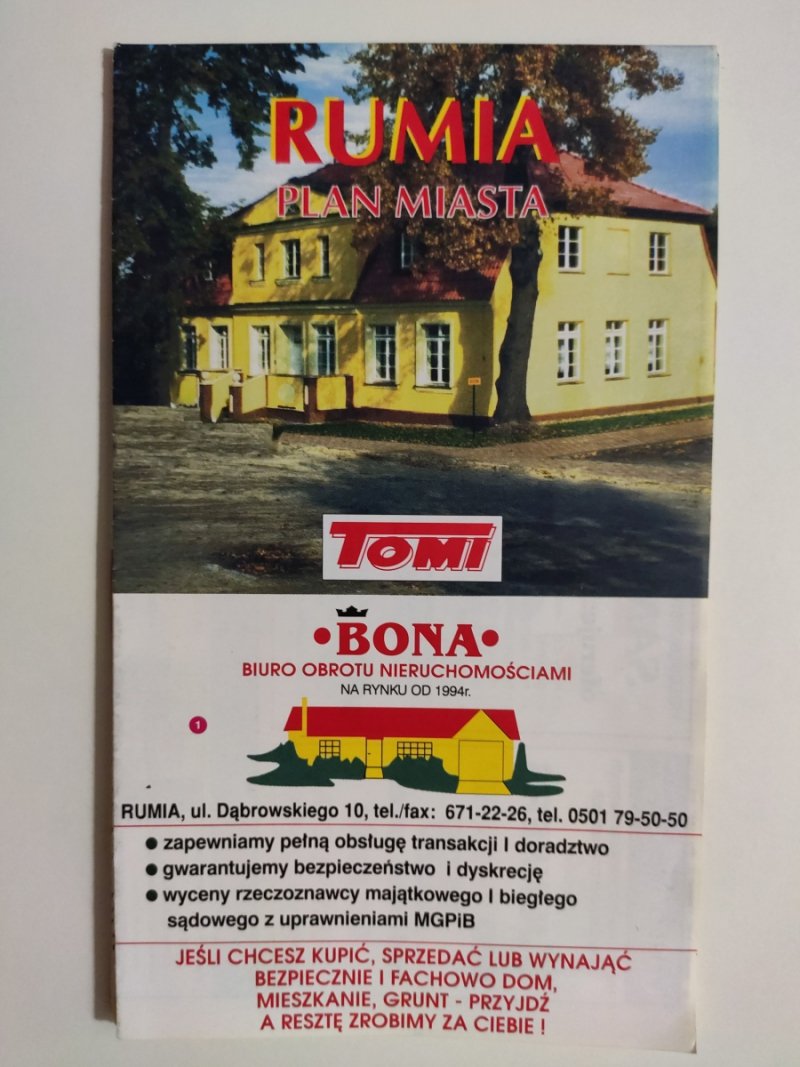 RUMIA
PLAN MIASTA
TOMI
•BONA•
BIURO OBROTU NIERUCHOMOŚCIAMI
NA RYNKU OD 1994r.
1
RUMIA, ul. Dąbrowskiego 10, tel./fax: 671-22-26, tel. 0501 79-50-50
• zapewniamy pełną obsługę transakcji I doradztwo
• gwarantujemy bezpieczeństwo i dyskrecję
• wyceny rzeczoznawcy majątkowego I biegłego
sądowego z uprawnieniami MGPiB
JEŚLI CHCESZ KUPIĆ, SPRZEDAĆ LUB WYNAJĄĆ
BEZPIECZNIE I FACHOWO DOM,
MIESZKANIE, GRUNT - PRZYJDŹ
A RESZTĘ ZROBIMY ZA CIEBIE !